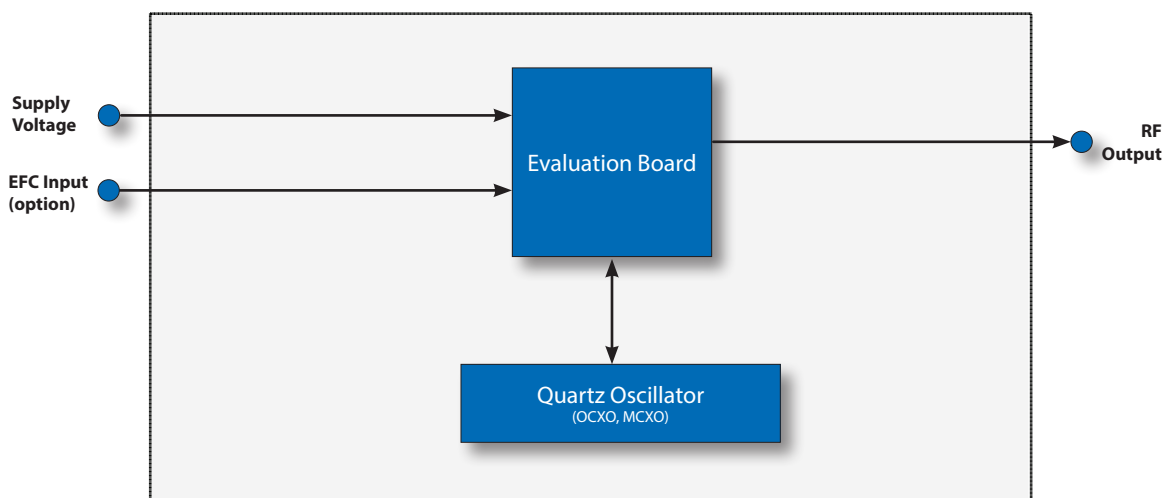 Supply
Voltage
EFC Input
(option)
Evaluation Board
RF
Output
Quartz Oscillator
(OCXO, MCXO)